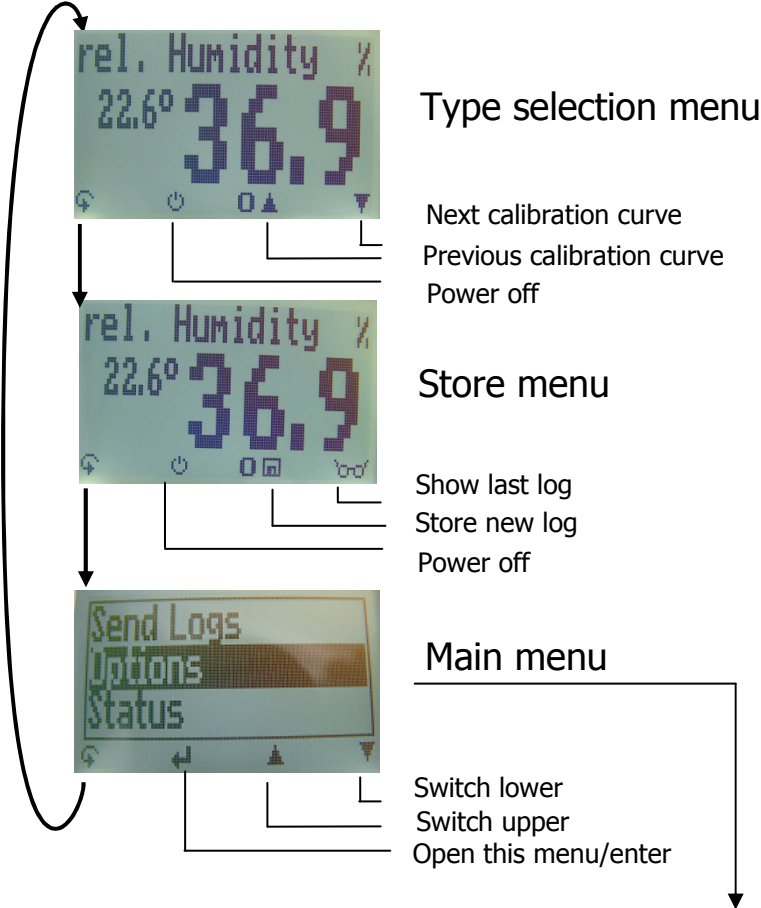 rel. Humidity %
22.6° 36.9
Type selection menu
0
Next calibration curve
Previous calibration curve
Power off
rel. Humidity %
22.6° 36.9
Store menu
0
Show last log
Store new log
Power off
Send Logs
Options
Status
Main menu
Switch lower
Switch upper
Open this menu/enter